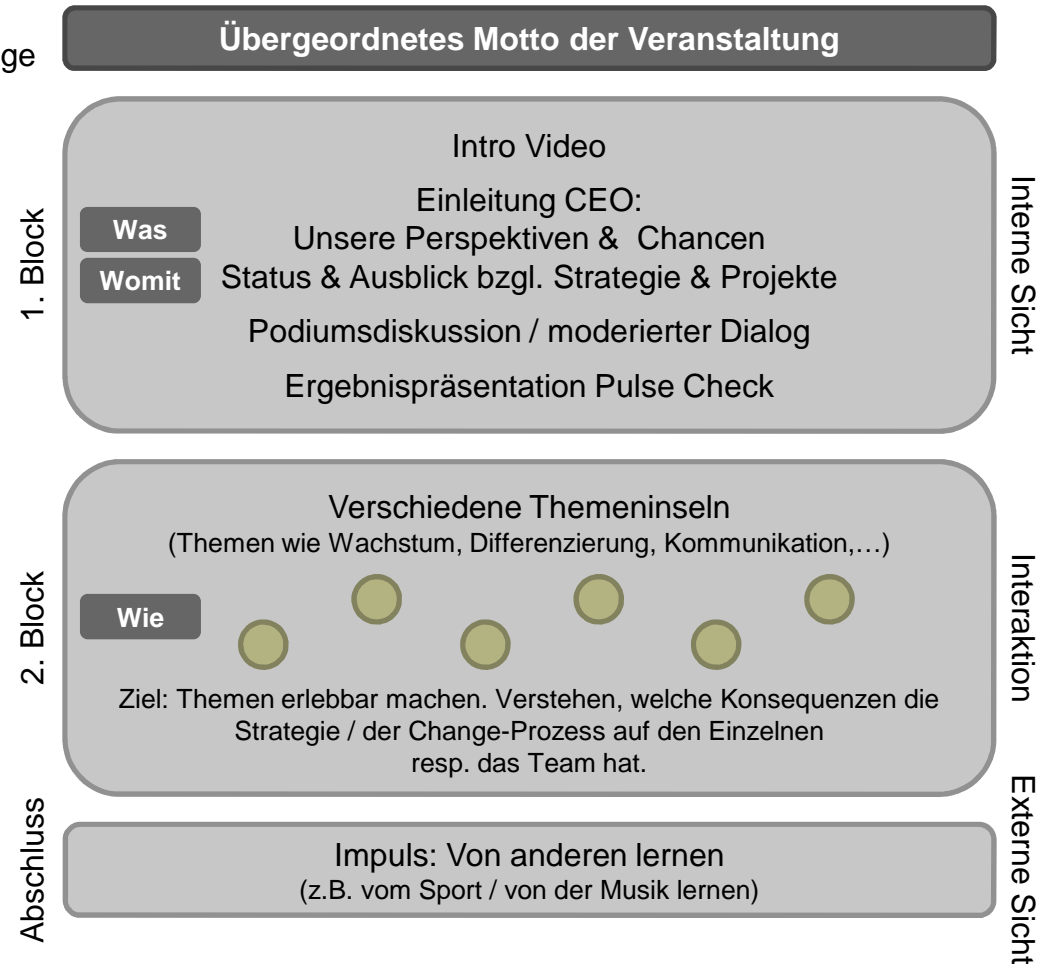 ge
Übergeordnetes Motto der Veranstaltung
1. Block
Was
Womit
Intro Video
Einleitung CEO:
Unsere Perspektiven & Chancen
Status & Ausblick bzgl. Strategie & Projekte
Podiumsdiskussion / moderierter Dialog
Ergebnispräsentation Pulse Check
Interne Sicht
2. Block
Wie
Verschiedene Themeninseln
(Themen wie Wachstum, Differenzierung, Kommunikation,…)
Ziel: Themen erlebbar machen. Verstehen, welche Konsequenzen die
Strategie / der Change-Prozess auf den Einzelnen
resp. das Team hat.
Interaktion
Abschluss
Impuls: Von anderen lernen
(z.B. vom Sport / von der Musik lernen)
Externe Sicht